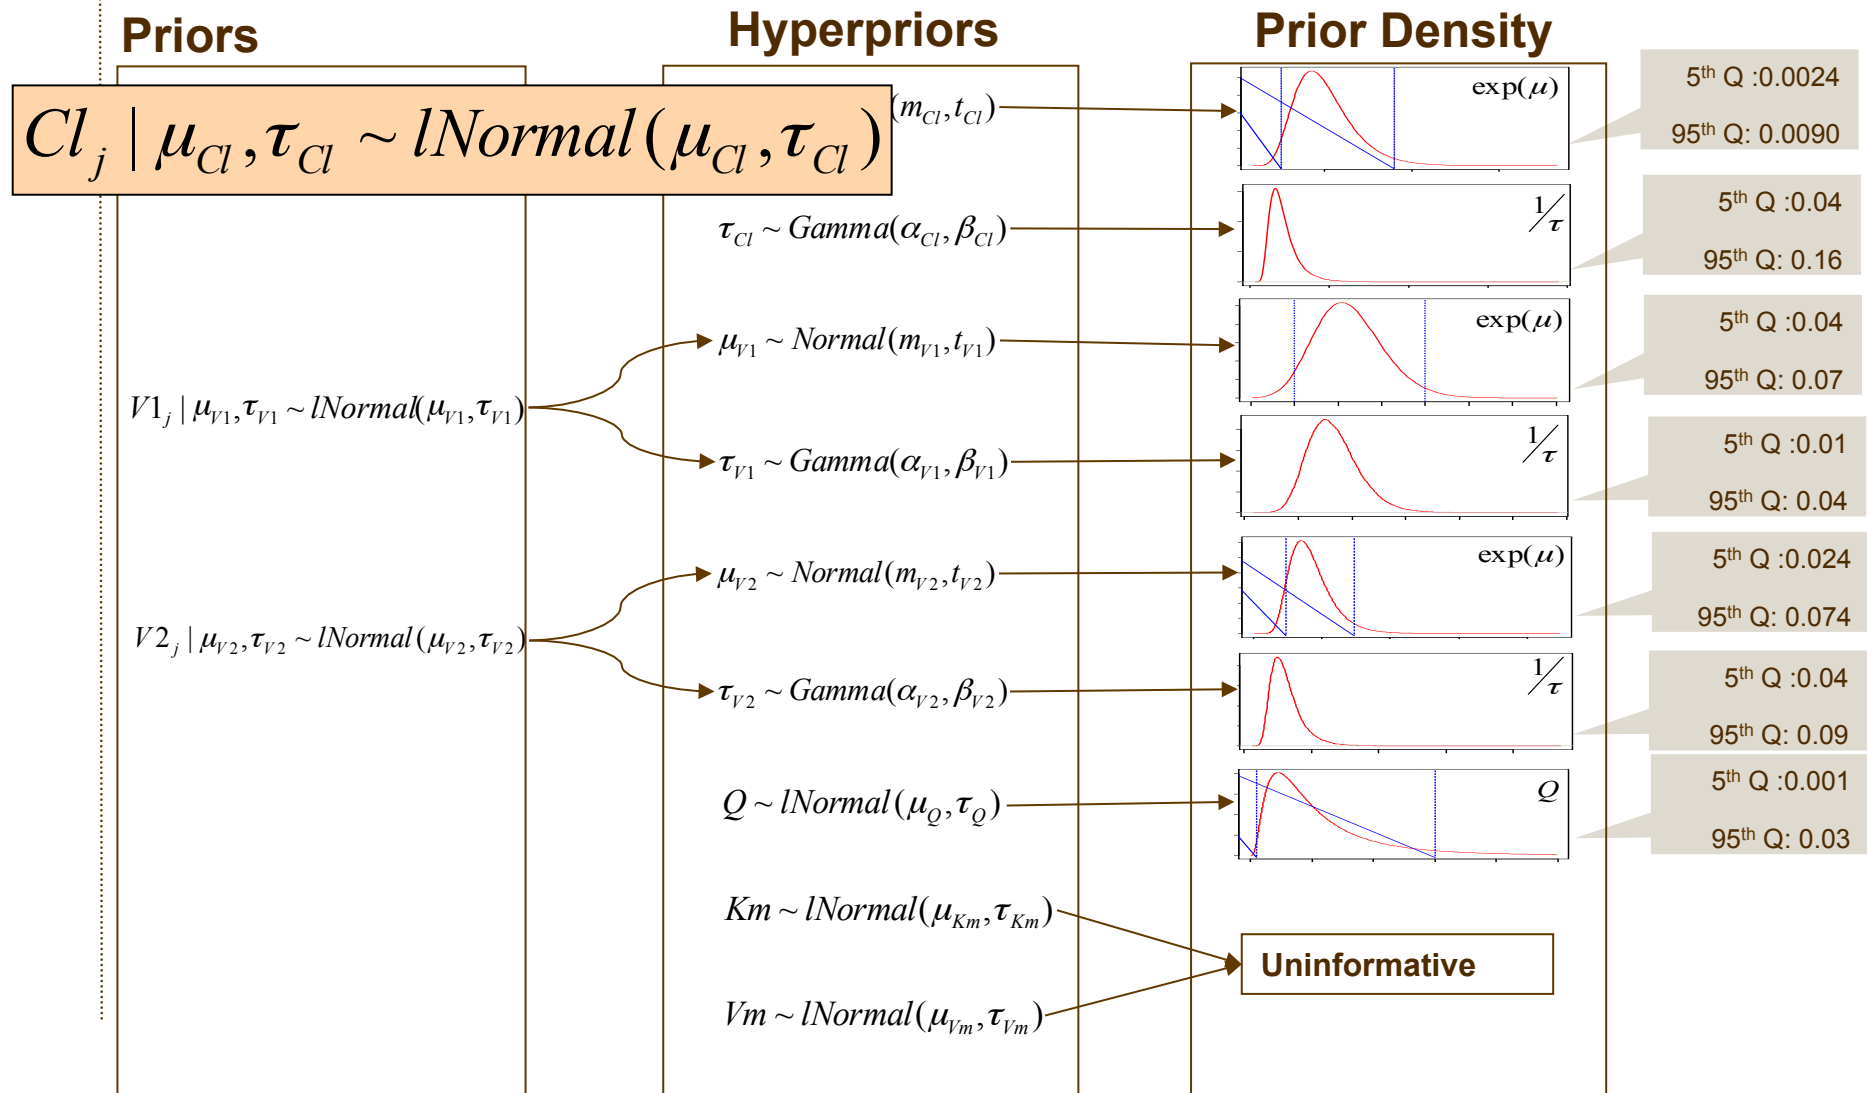 Priors
Hyperpriors
Prior Density
Cl_j | μ_Cl, τ_Cl ~ lNormal(μ_Cl, τ_Cl)
(m_Cl, t_Cl)
exp(μ)
5th Q :0.0024
95th Q: 0.0090
τ_Cl ~ Gamma(α_Cl, β_Cl)
1/τ
5th Q :0.04
95th Q: 0.16
μ_V1 ~ Normal(m_V1, t_V1)
exp(μ)
5th Q :0.04
95th Q: 0.07
V1_j | μ_V1, τ_V1 ~ lNormal(μ_V1, τ_V1)
τ_V1 ~ Gamma(α_V1, β_V1)
1/τ
5th Q :0.01
95th Q: 0.04
μ_V2 ~ Normal(m_V2, t_V2)
exp(μ)
5th Q :0.024
95th Q: 0.074
V2_j | μ_V2, τ_V2 ~ lNormal(μ_V2, τ_V2)
τ_V2 ~ Gamma(α_V2, β_V2)
1/τ
5th Q :0.04
95th Q: 0.09
Q ~ lNormal(μ_Q, τ_Q)
Q
5th Q :0.001
95th Q: 0.03
Km ~ lNormal(μ_Km, τ_Km)
Uninformative
Vm ~ lNormal(μ_Vm, τ_Vm)